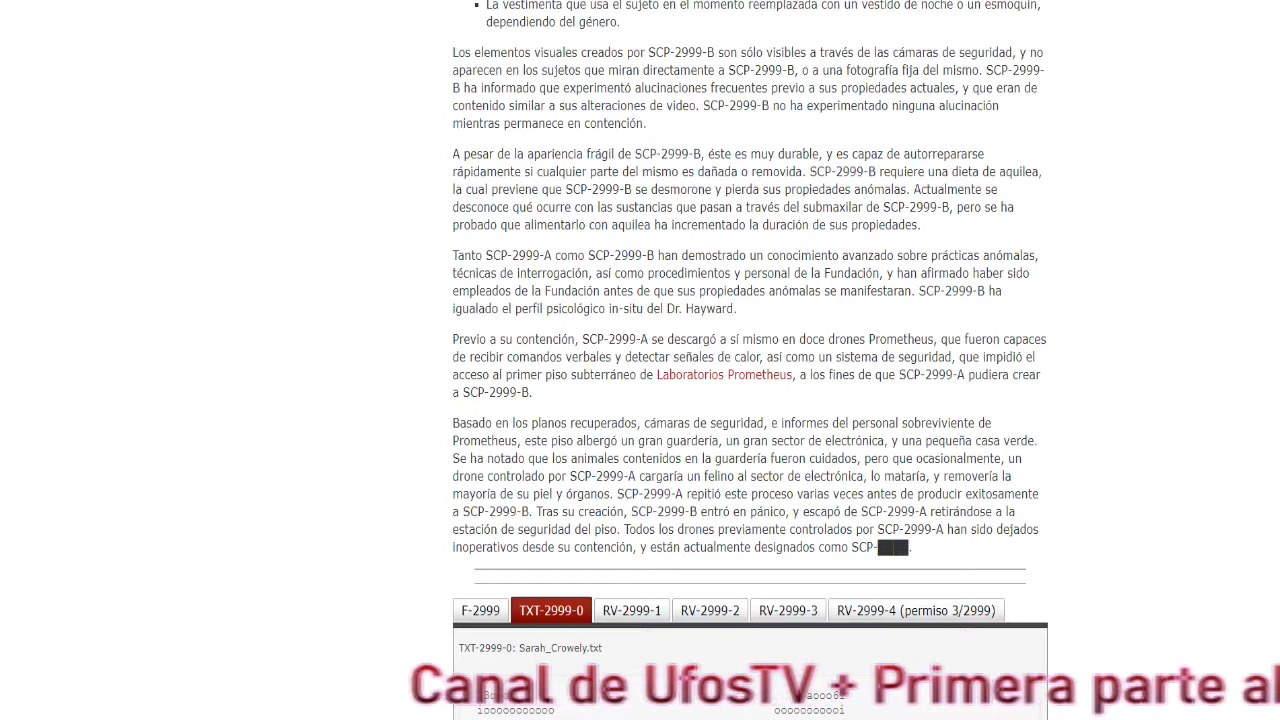 La vestimenta que usa el sujeto en el momento reemplazada con un vestido de noche o un esmoquin,
dependiendo del género.
Los elementos visuales creados por SCP-2999-B son sólo visibles a través de las cámaras de seguridad, y no
aparecen en los sujetos que miran directamente a SCP-2999-B, o a una fotografía fija del mismo. SCP-2999-
B ha informado que experimentó alucinaciones frecuentes previo a sus propiedades actuales, y que eran de
contenido similar a sus alteraciones de video. SCP-2999-B no ha experimentado ninguna alucinación
mientras permanece en contención.
A pesar de la apariencia frágil de SCP-2999-B, éste es muy durable, y es capaz de autorrepararse
rápidamente si cualquier parte del mismo es dañada o removida. SCP-2999-B requiere una dieta de aquilea,
la cual previene que SCP-2999-B se desmorone y pierda sus propiedades anómalas. Actualmente se
desconoce qué ocurre con las sustancias que pasan a través del submaxilar de SCP-2999-B, pero se ha
probado que alimentarlo con aquilea ha incrementado la duración de sus propiedades.
Tanto SCP-2999-A como SCP-2999-B han demostrado un conocimiento avanzado sobre prácticas anómalas,
técnicas de interrogación, así como procedimientos y personal de la Fundación, y han afirmado haber sido
empleados de la Fundación antes de que sus propiedades anómalas se manifestaran. SCP-2999-B ha
igualado el perfil psicológico in-situ del Dr. Hayward.
Previo a su contención, SCP-2999-A se descargó a sí mismo en doce drones Prometheus, que fueron capaces
de recibir comandos verbales y detectar señales de calor, así como un sistema de seguridad, que impidió el
acceso al primer piso subterráneo de Laboratorios Prometheus, a los fines de que SCP-2999-A pudiera crear
a SCP-2999-B.
Basado en los planos recuperados, cámaras de seguridad, e informes del personal sobreviviente de
Prometheus, este piso albergó un gran guardería, un gran sector de electrónica, y una pequeña casa verde.
Se ha notado que los animales contenidos en la guardería fueron cuidados, pero que ocasionalmente, un
drone controlado por SCP-2999-A cargaría un felino al sector de electrónica, lo mataría, y removería la
mayoría de su piel y órganos. SCP-2999-A repitió este proceso varias veces antes de producir exitosamente
a SCP-2999-B. Tras su creación, SCP-2999-B entró en pánico, y escapó de SCP-2999-A retirándose a la
estación de seguridad del piso. Todos los drones previamente controlados por SCP-2999-A han sido dejados
inoperativos desde su contención, y están actualmente designados como SCP-████.
F-2999 TXT-2999-0 RV-2999-1 RV-2999-2 RV-2999-3 RV-2999-4 (permiso 3/2999)
TXT-2999-0: Sarah_Crowely.txt
Canal de UfosTV + Primera parte al
iooooooooooo oooooooooooi